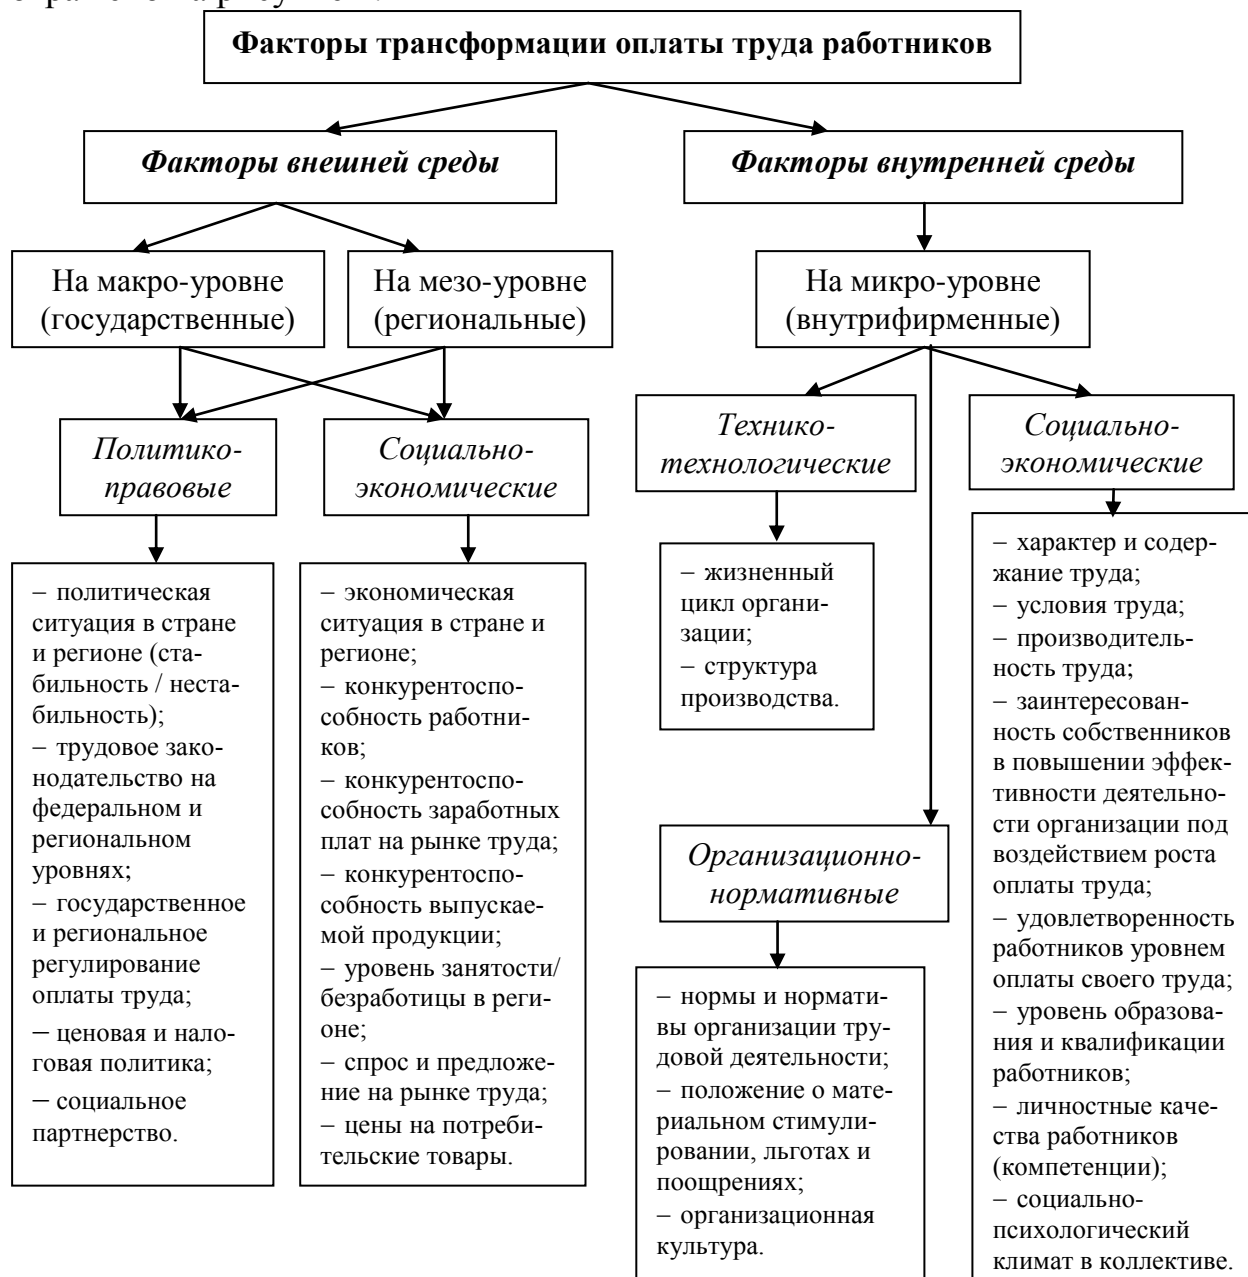 Факторы трансформации оплаты труда работников
Факторы внешней среды
Факторы внутренней среды
На макро-уровне
(государственные)
На мезо-уровне
(региональные)
На микро-уровне
(внутрифирменные)
Политико-
правовые
Социально-
экономические
Технико-
технологические
Социально-
экономические
– политическая
ситуация в стране
и регионе (ста-
бильность / неста-
бильность);
– трудовое зако-
нодательство на
федеральном и
региональном
уровнях;
– государственное
и региональное
регулирование
оплаты труда;
– ценовая и нало-
говая политика;
– социальное
партнерство.
– экономическая
ситуация в стране и
регионе;
– конкурентоспо-
собность работни-
ков;
– конкурентоспо-
собность заработных
плат на рынке труда;
– конкурентоспо-
собность выпускае-
мой продукции;
– уровень занятости/
безработицы в реги-
оне;
– спрос и предложе-
ние на рынке труда;
– цены на потреби-
тельские товары.
– жизненный
цикл органи-
зации;
– структура
производства.
Организационно-
нормативные
– нормы и нормати-
вы организации тру-
довой деятельности;
– положение о мате-
риальном стимули-
ровании, льготах и
поощрениях;
– организационная
культура.
– характер и содер-
жание труда;
– условия труда;
– производитель-
ность труда;
– заинтересован-
ность собственников
в повышении эффек-
тивности деятельно-
сти организации под
воздействием роста
оплаты труда;
– удовлетворенность
работников уровнем
оплаты своего труда;
– уровень образова-
ния и квалификации
работников;
– личностные каче-
ства работников
(компетенции);
– социально-
психологический
климат в коллективе.